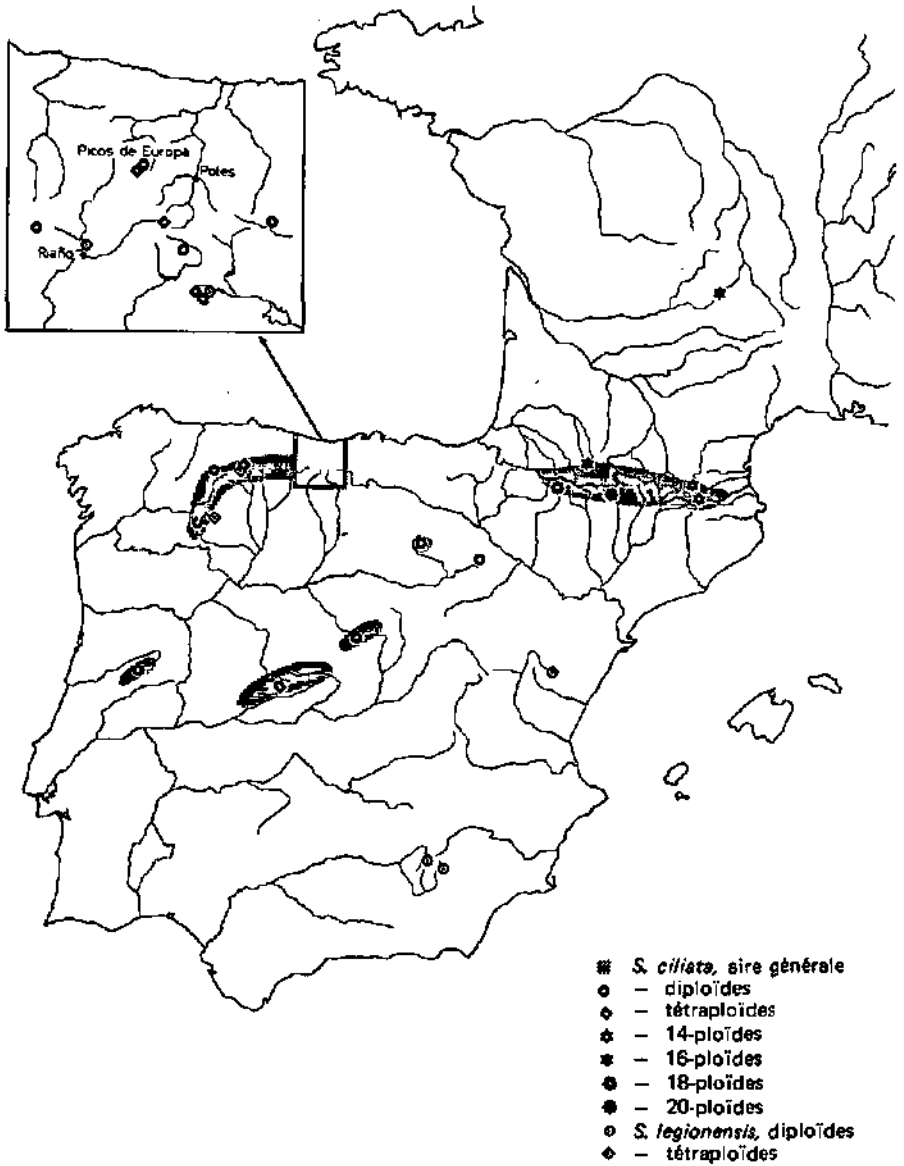 Picos de Europa
Potes
Riaño
S. ciliata, aire générale
– diploïdes
– tétraploïdes
– 14-ploïdes
– 16-ploïdes
– 18-ploïdes
– 20-ploïdes
S. legionensis, diploïdes
– tétraploïdes